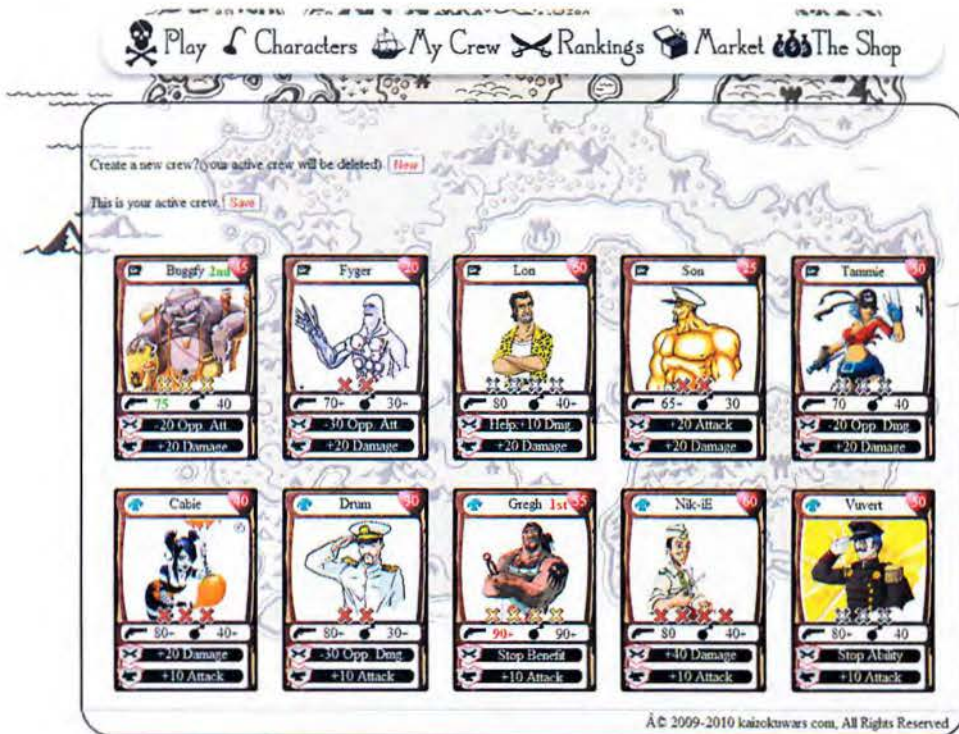 Play Characters My Crew Rankings Market The Shop
Create a new crew?(your active crew will be deleted) New
This is your active crew. Save
Buggfy 2nd Fyger 20 Lon Son 25 Tammie
75 40 70+ 30+ 80 40+ 65+ 30 70 40
-20 Opp. Att. -30 Opp. Att. Help:+10 Dmg. +20 Attack -20 Opp. Dmg
+20 Damage +20 Damage +20 Damage +20 Damage +20 Damage
Cabie Drum Gregh 1st Nik-iE Vuvert
80+ 40+ 80+ 30+ 90+ 90+ 80 40+ 80+ 40
+20 Damage -30 Opp. Dmg. Stop Benefit +40 Damage Stop Ability
+10 Attack +10 Attack +10 Attack +10 Attack +10 Attack
© 2009-2010 kaizokuwars com, All Rights Reserved